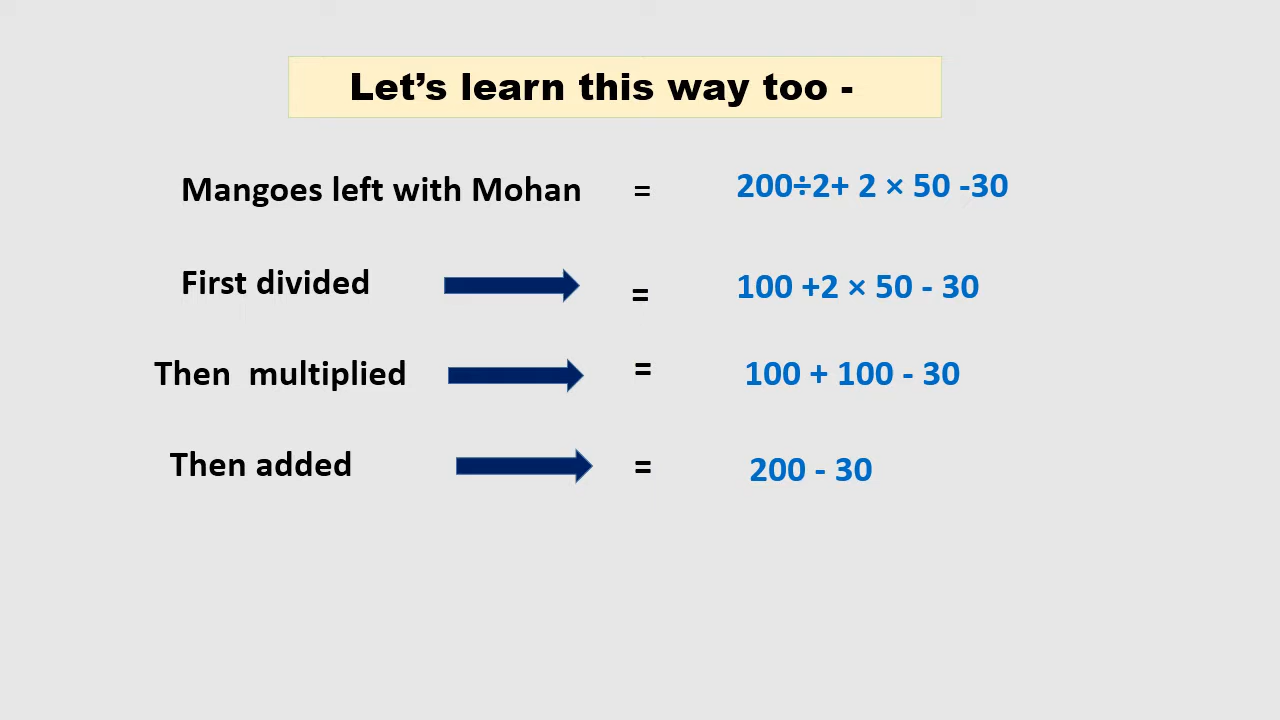 Let’s learn this way too -
Mangoes left with Mohan = 200÷2+ 2 × 50 -30
First divided = 100 +2 × 50 - 30
Then multiplied = 100 + 100 - 30
Then added = 200 - 30